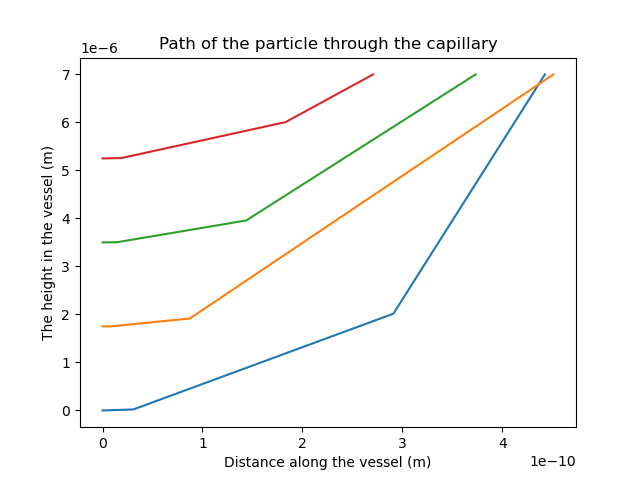 Path of the particle through the capillary
1e−6
7
6
5
4
3
2
1
0
The height in the vessel (m)
0
1
2
3
4
Distance along the vessel (m)
1e−10